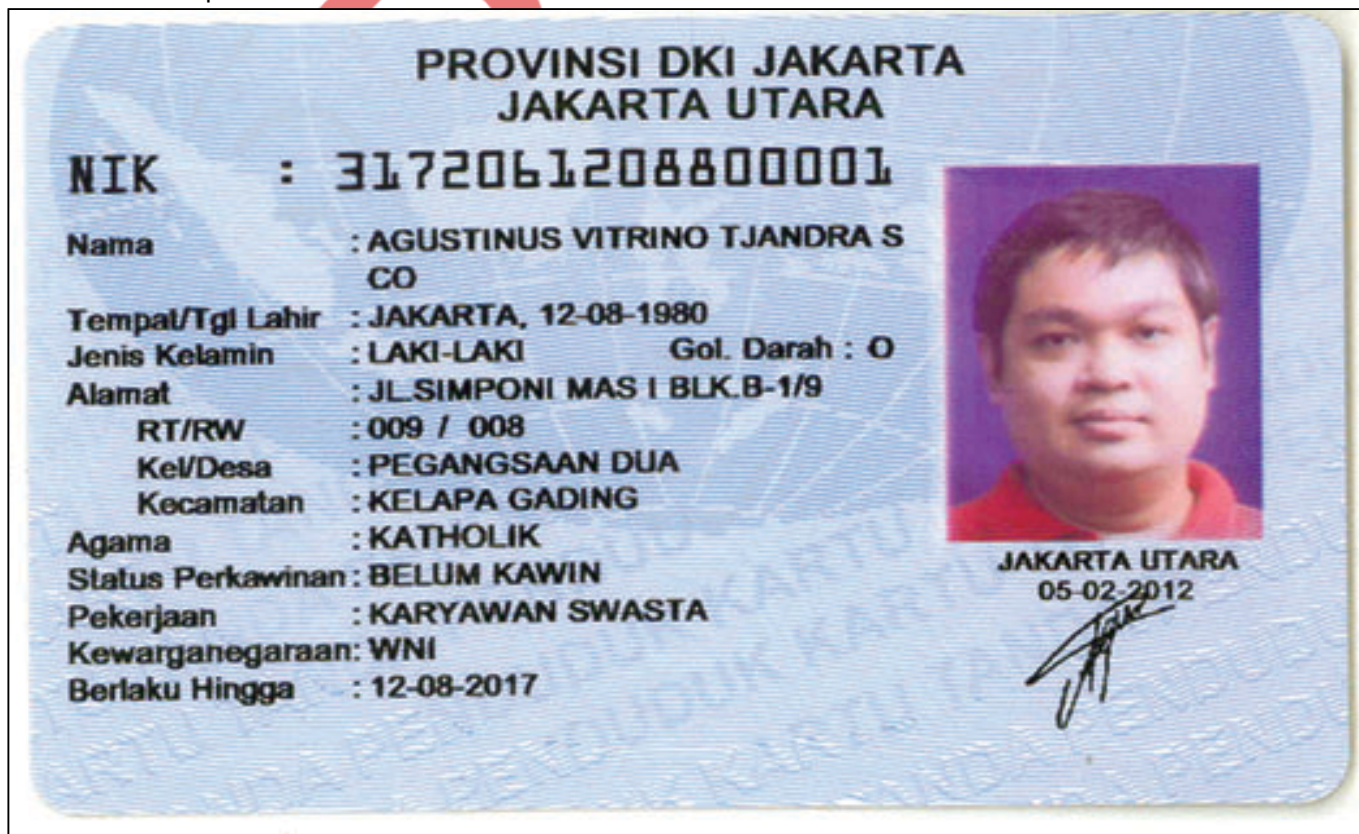 PROVINSI DKI JAKARTA
JAKARTA UTARA
NIK : 3172061208800001
Nama : AGUSTINUS VITRINO TJANDRA S
CO
Tempat/Tgl Lahir : JAKARTA, 12-08-1980
Jenis Kelamin : LAKI-LAKI Gol. Darah : O
Alamat : JL.SIMPONI MAS I BLK.B-1/9
RT/RW : 009 / 008
Kel/Desa : PEGANGSAAN DUA
Kecamatan : KELAPA GADING
Agama : KATHOLIK
Status Perkawinan : BELUM KAWIN
Pekerjaan : KARYAWAN SWASTA
Kewarganegaraan : WNI
Berlaku Hingga : 12-08-2017
JAKARTA UTARA
05-02-2012